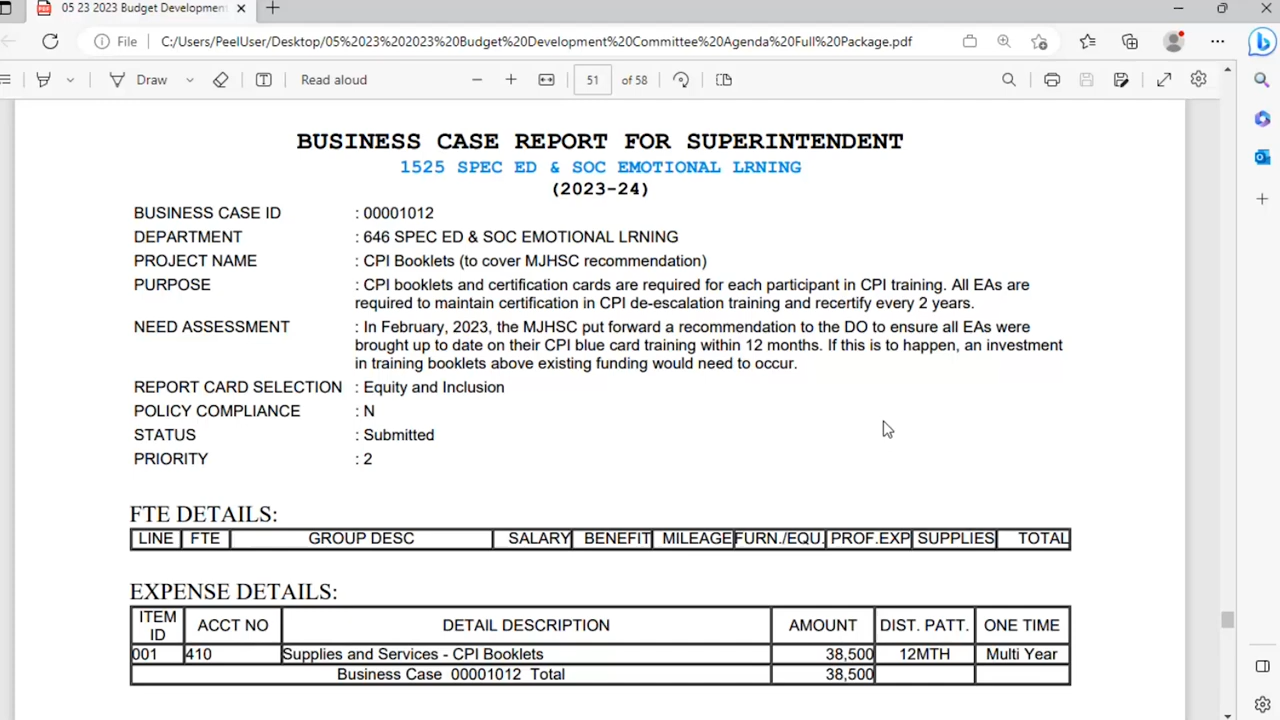 05 23 2023 Budget Development
File C:/Users/PeelUser/Desktop/05%2023%202023%20Budget%20Development%20Committee%20Agenda%20Full%20Package.pdf
Draw Read aloud 51 of 58
BUSINESS CASE REPORT FOR SUPERINTENDENT
1525 SPEC ED & SOC EMOTIONAL LRNING
(2023-24)
BUSINESS CASE ID : 00001012
DEPARTMENT : 646 SPEC ED & SOC EMOTIONAL LRNING
PROJECT NAME : CPI Booklets (to cover MJHSC recommendation)
PURPOSE : CPI booklets and certification cards are required for each participant in CPI training. All EAs are
required to maintain certification in CPI de-escalation training and recertify every 2 years.
NEED ASSESSMENT : In February, 2023, the MJHSC put forward a recommendation to the DO to ensure all EAs were
brought up to date on their CPI blue card training within 12 months. If this is to happen, an investment
in training booklets above existing funding would need to occur.
REPORT CARD SELECTION : Equity and Inclusion
POLICY COMPLIANCE : N
STATUS : Submitted
PRIORITY : 2
FTE DETAILS:
LINE FTE GROUP DESC SALARY BENEFIT MILEAGE FURN./EQU. PROF.EXP SUPPLIES TOTAL
EXPENSE DETAILS:
ITEM ID ACCT NO DETAIL DESCRIPTION AMOUNT DIST. PATT. ONE TIME
001 410 Supplies and Services - CPI Booklets 38,500 12MTH Multi Year
Business Case 00001012 Total 38,500